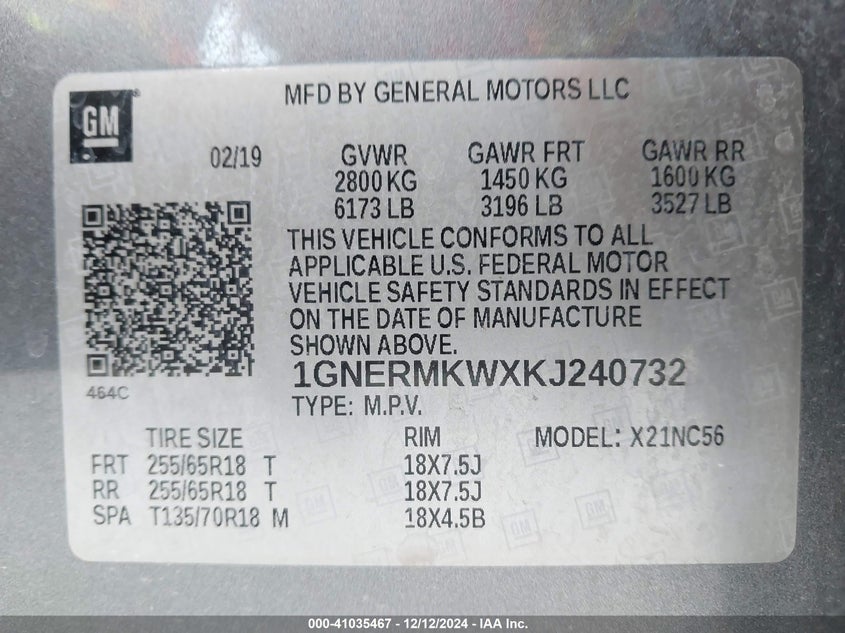 GM
MFD BY GENERAL MOTORS LLC
02/19 GVWR GAWR FRT GAWR RR
2800 KG 1450 KG 1600 KG
6173 LB 3196 LB 3527 LB
THIS VEHICLE CONFORMS TO ALL
APPLICABLE U.S. FEDERAL MOTOR
VEHICLE SAFETY STANDARDS IN EFFECT
ON THE DATE OF MANUFACTURE
SHOWN ABOVE.
1GNERMKWXKJ240732
464C
TYPE: M.P.V.
TIRE SIZE RIM MODEL: X21NC56
FRT 255/65R18 T 18X7.5J
RR 255/65R18 T 18X7.5J
SPA T135/70R18 M 18X4.5B
000-41035467 - 12/12/2024 - IAA Inc.